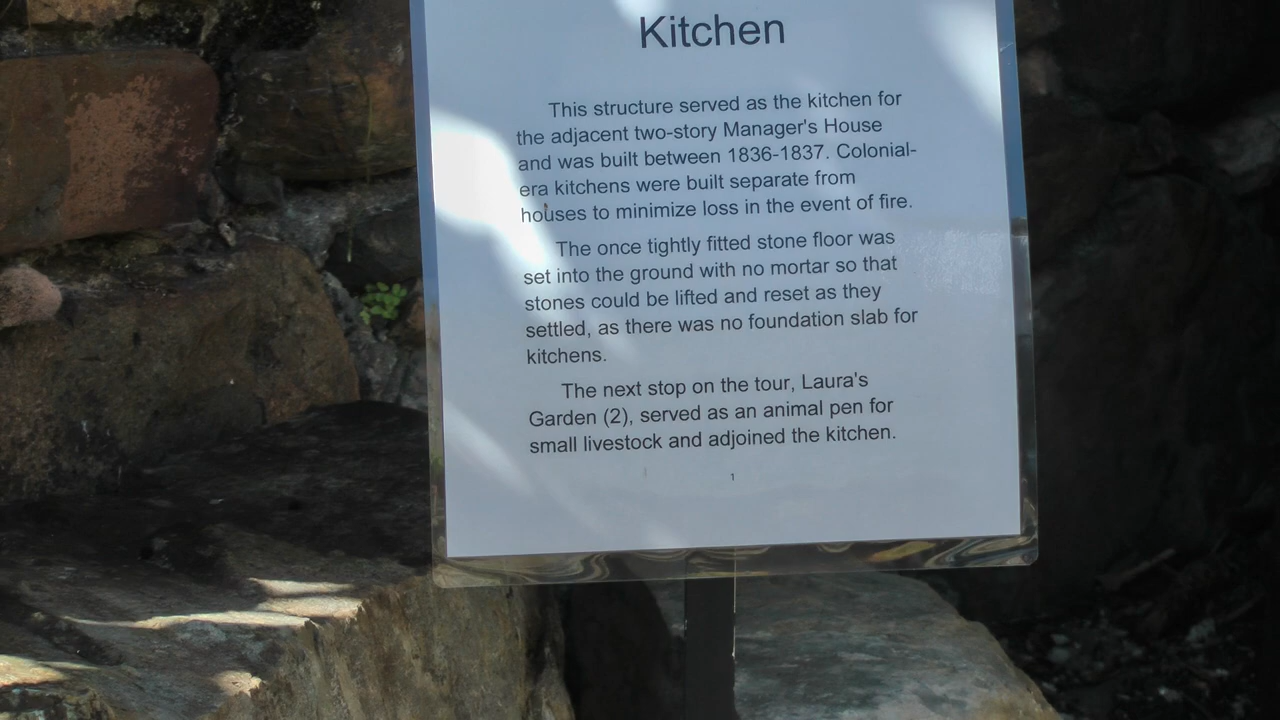 Kitchen
This structure served as the kitchen for
the adjacent two-story Manager's House
and was built between 1836-1837. Colonial-
era kitchens were built separate from
houses to minimize loss in the event of fire.
The once tightly fitted stone floor was
set into the ground with no mortar so that
stones could be lifted and reset as they
settled, as there was no foundation slab for
kitchens.
The next stop on the tour, Laura's
Garden (2), served as an animal pen for
small livestock and adjoined the kitchen.
1